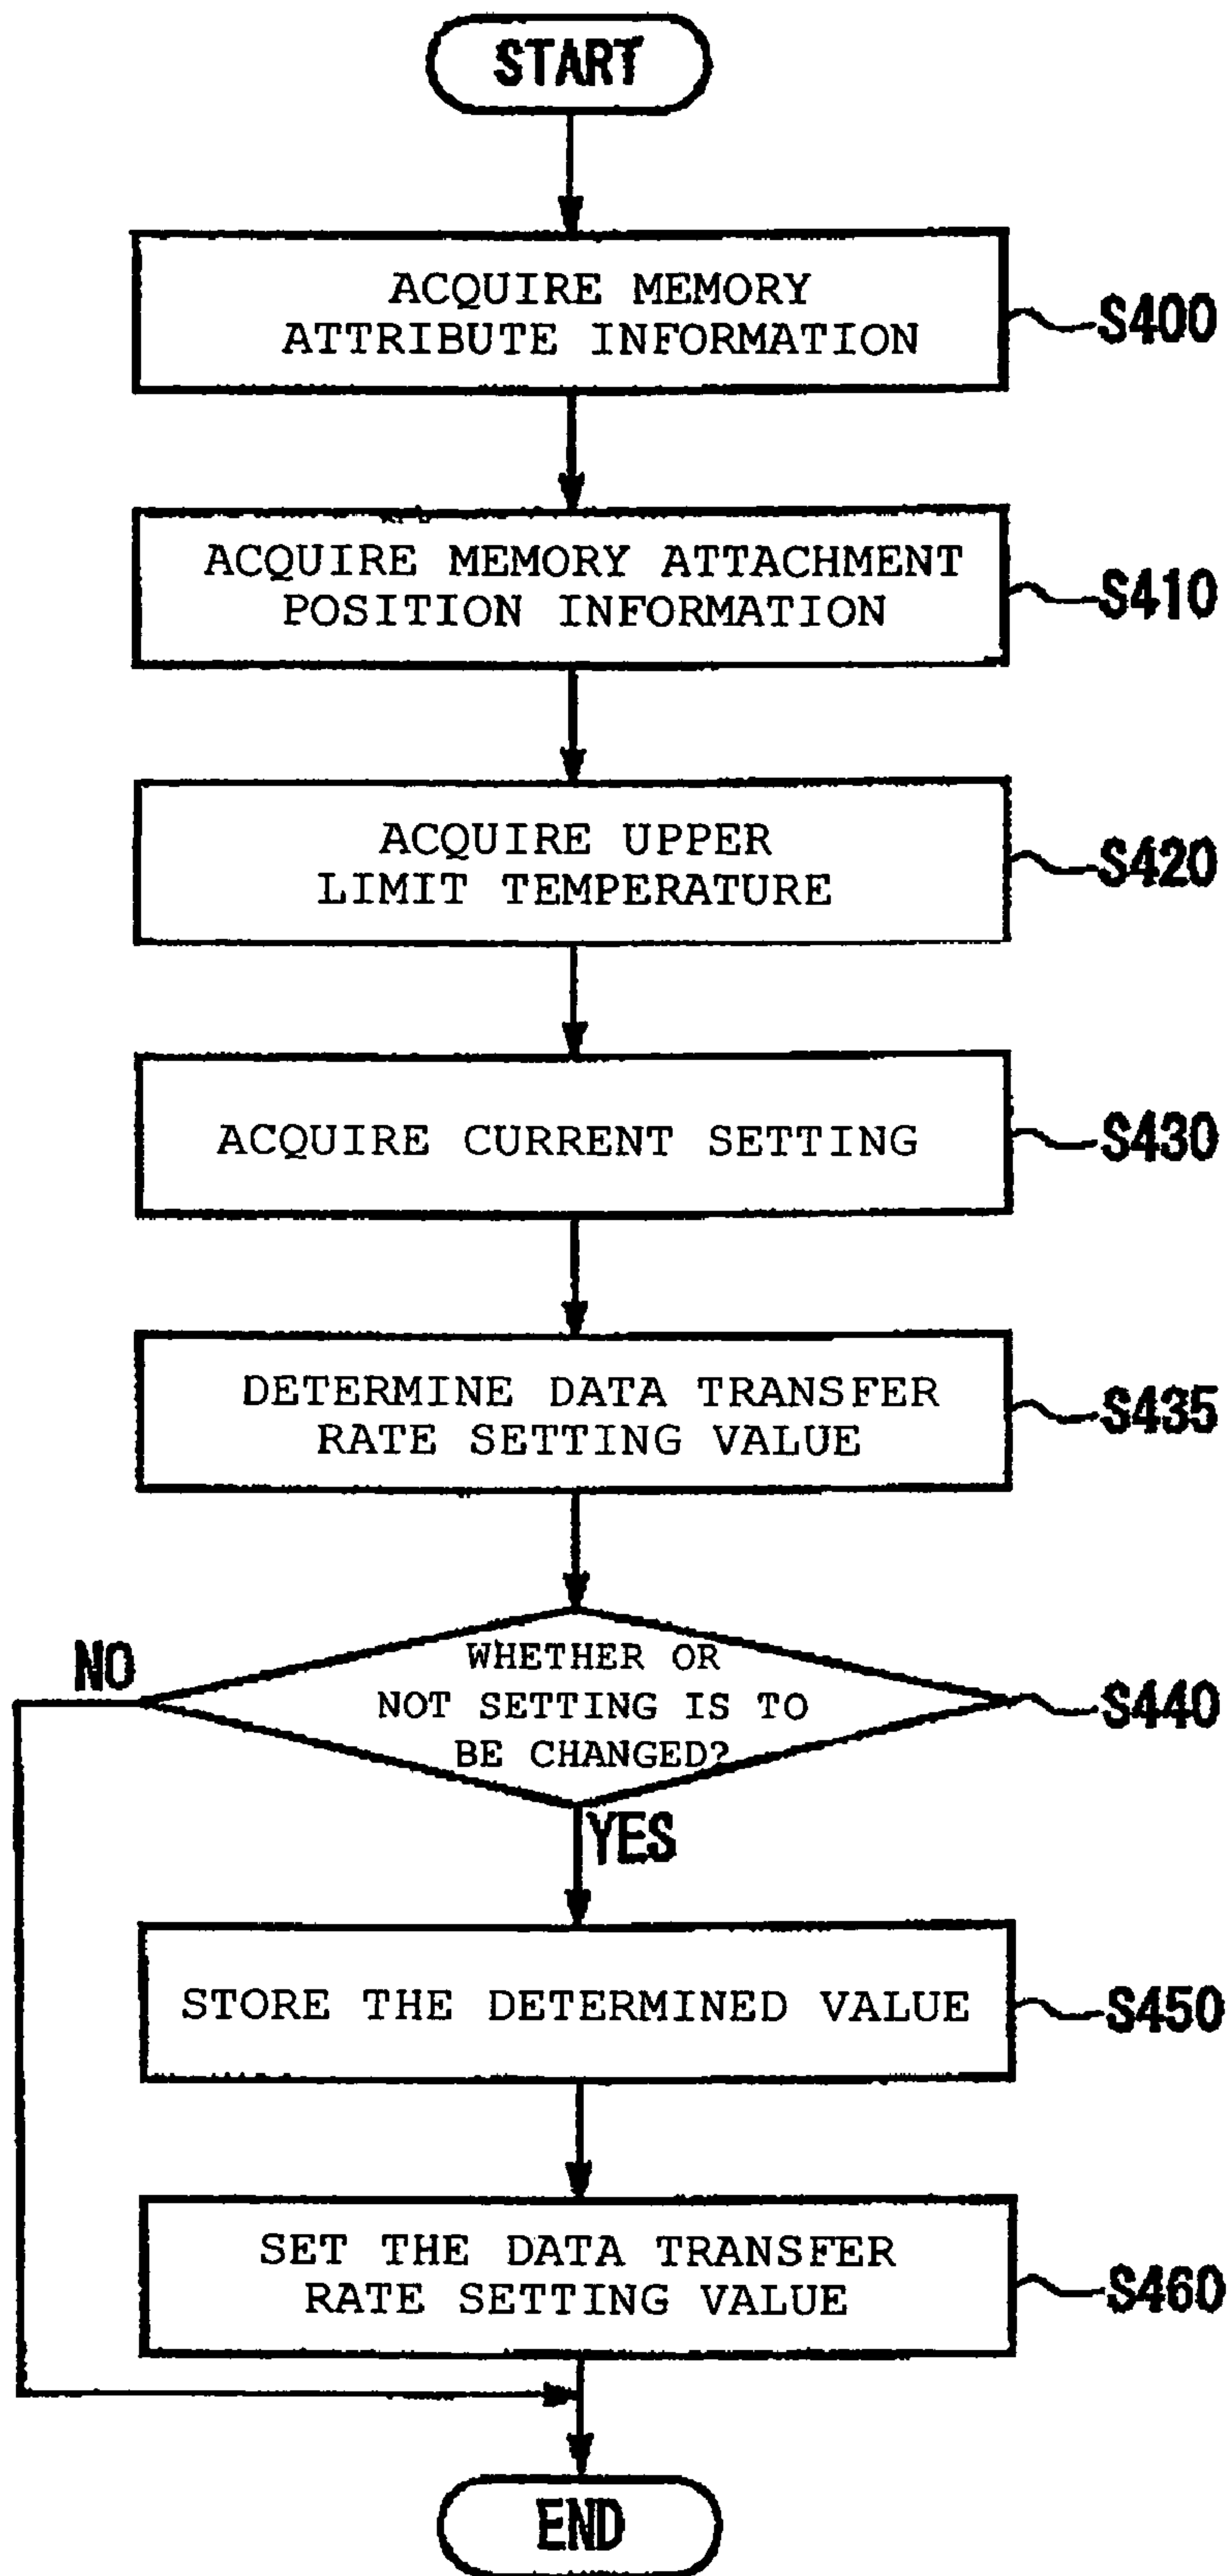 START
ACQUIRE MEMORY
ATTRIBUTE INFORMATION
S400
ACQUIRE MEMORY ATTACHMENT
POSITION INFORMATION
S410
ACQUIRE UPPER
LIMIT TEMPERATURE
S420
ACQUIRE CURRENT SETTING
S430
DETERMINE DATA TRANSFER
RATE SETTING VALUE
S435
NO
WHETHER OR
NOT SETTING IS TO
BE CHANGED?
S440
YES
STORE THE DETERMINED VALUE
S450
SET THE DATA TRANSFER
RATE SETTING VALUE
S460
END